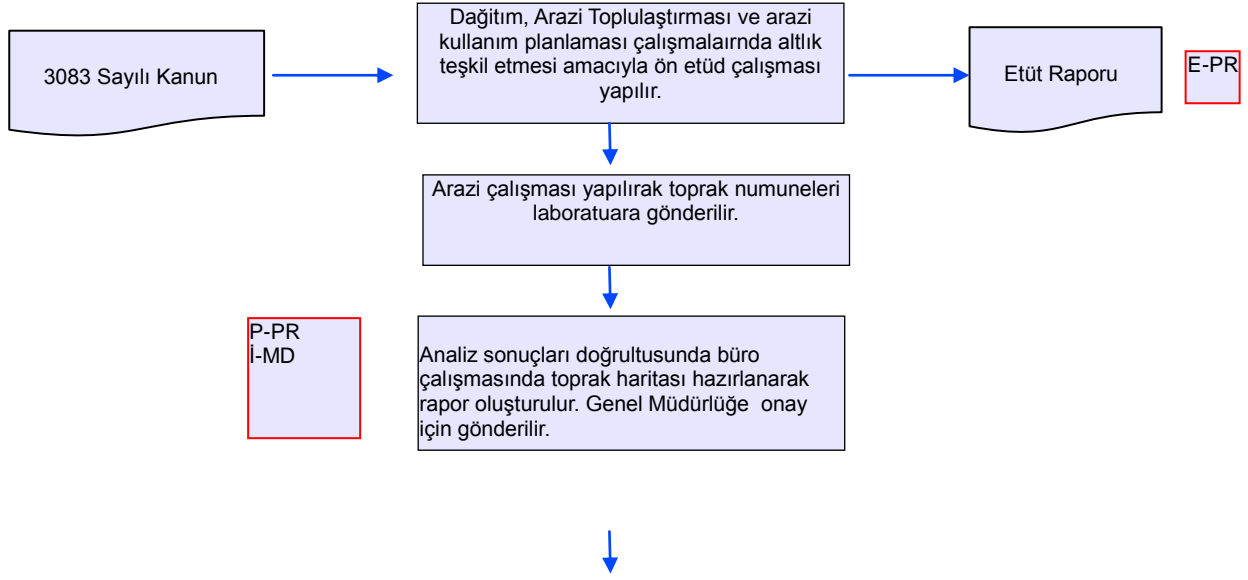 3083 Sayılı Kanun
Dağitım, Arazi Toplulaştırması ve arazi
kullanım planlaması çalışmalaırnda altlık
teşkil etmesi amacıyla ön etüd çalışması
yapılır.
Etüt Raporu
E-PR
Arazi çalışması yapılırak toprak numuneleri
laboratuara gönderilir.
P-PR
İ-MD
Analiz sonuçları doğrultusunda büro
çalışmasında toprak haritası hazırlanarak
rapor oluşturulur. Genel Müdürlüğe onay
için gönderilir.